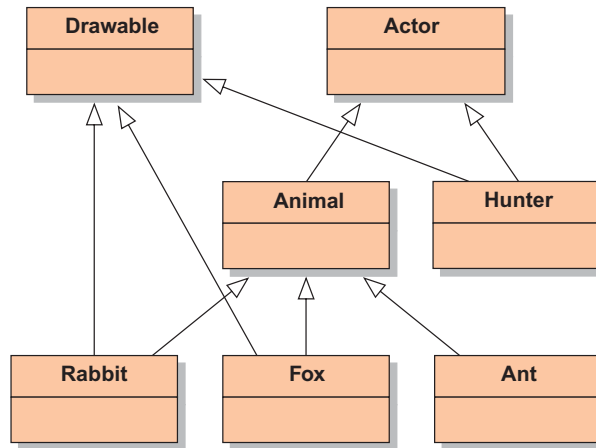 Drawable
Actor
Animal
Hunter
Rabbit
Fox
Ant